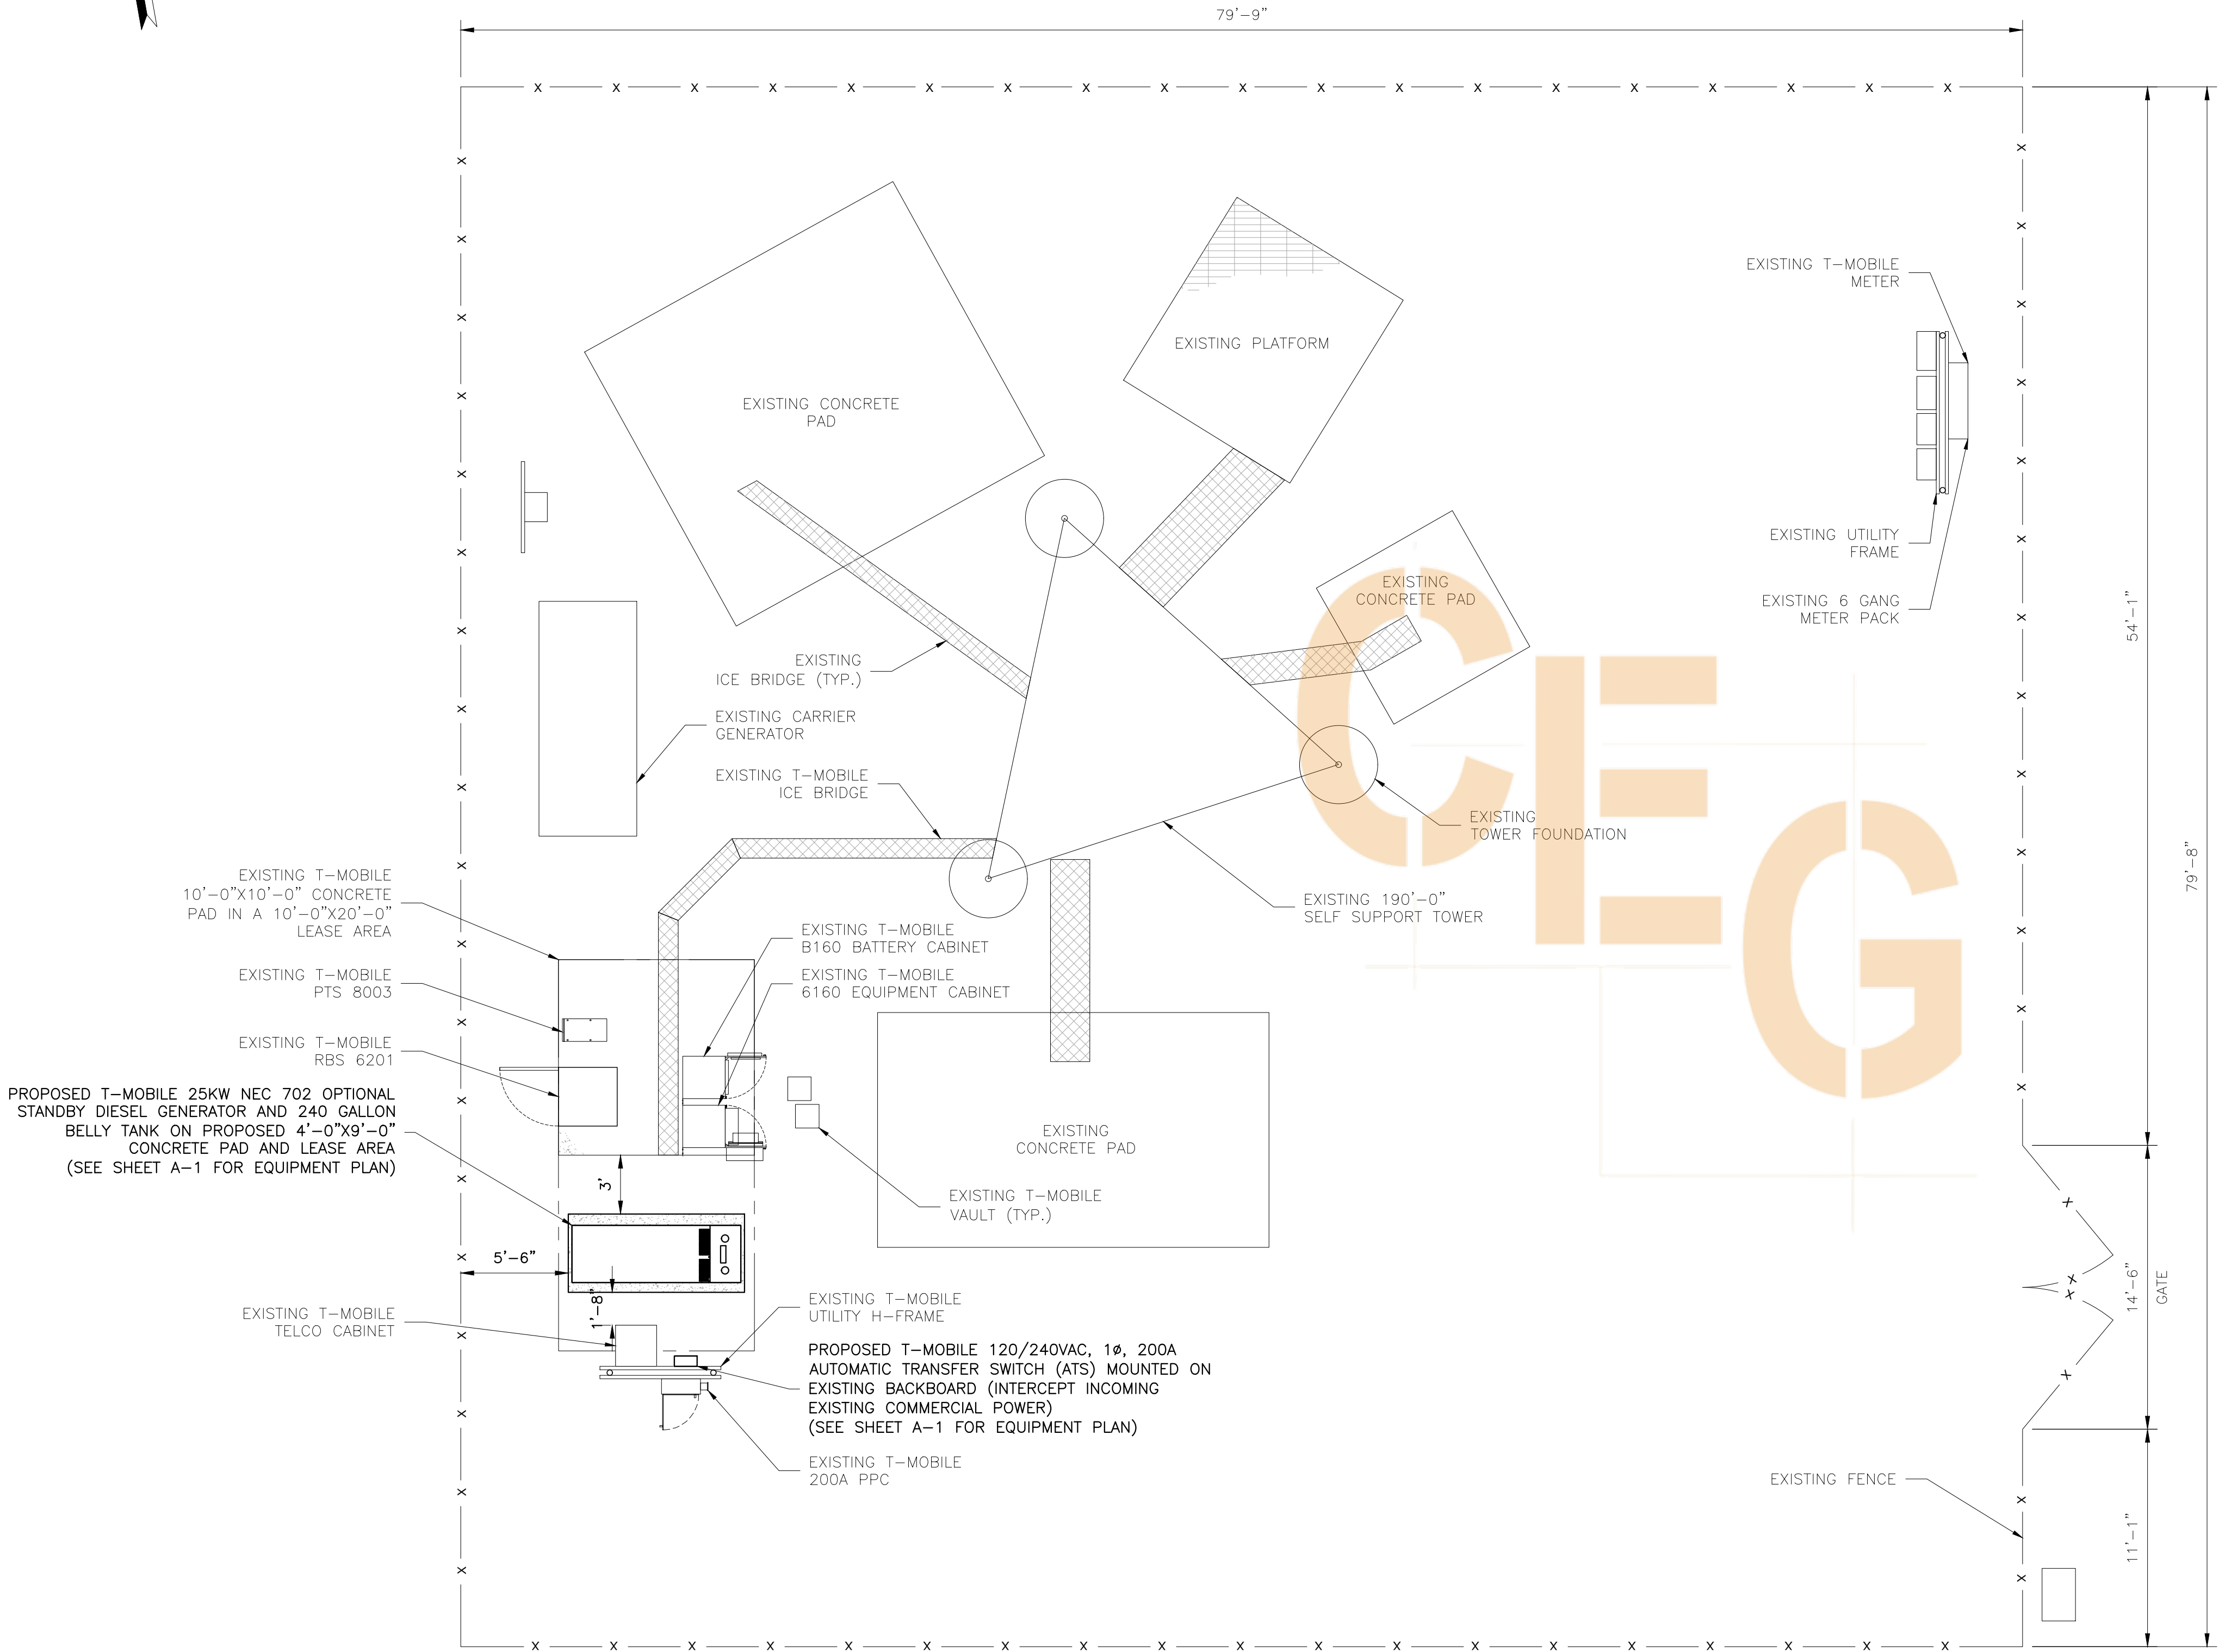 79'-9"
EXISTING T-MOBILE
METER
EXISTING PLATFORM
EXISTING CONCRETE
PAD
EXISTING UTILITY
FRAME
EXISTING
CONCRETE PAD
EXISTING 6 GANG
METER PACK
54'-1"
EXISTING
ICE BRIDGE (TYP.)
EXISTING CARRIER
GENERATOR
EXISTING T-MOBILE
ICE BRIDGE
EXISTING
TOWER FOUNDATION
CEG
79'-8"
EXISTING T-MOBILE
10'-0"X10'-0" CONCRETE
PAD IN A 10'-0"X20'-0"
LEASE AREA
EXISTING 190'-0"
SELF SUPPORT TOWER
EXISTING T-MOBILE
B160 BATTERY CABINET
EXISTING T-MOBILE
PTS 8003
EXISTING T-MOBILE
6160 EQUIPMENT CABINET
EXISTING T-MOBILE
RBS 6201
PROPOSED T-MOBILE 25KW NEC 702 OPTIONAL
STANDBY DIESEL GENERATOR AND 240 GALLON
BELLY TANK ON PROPOSED 4'-0"X9'-0"
CONCRETE PAD AND LEASE AREA
(SEE SHEET A-1 FOR EQUIPMENT PLAN)
EXISTING
CONCRETE PAD
3'
EXISTING T-MOBILE
VAULT (TYP.)
5'-6"
14'-6"
GATE
1'-8"
EXISTING T-MOBILE
TELCO CABINET
EXISTING T-MOBILE
UTILITY H-FRAME
PROPOSED T-MOBILE 120/240VAC, 1ø, 200A
AUTOMATIC TRANSFER SWITCH (ATS) MOUNTED ON
EXISTING BACKBOARD (INTERCEPT INCOMING
EXISTING COMMERCIAL POWER)
(SEE SHEET A-1 FOR EQUIPMENT PLAN)
EXISTING T-MOBILE
200A PPC
EXISTING FENCE
11'-1"